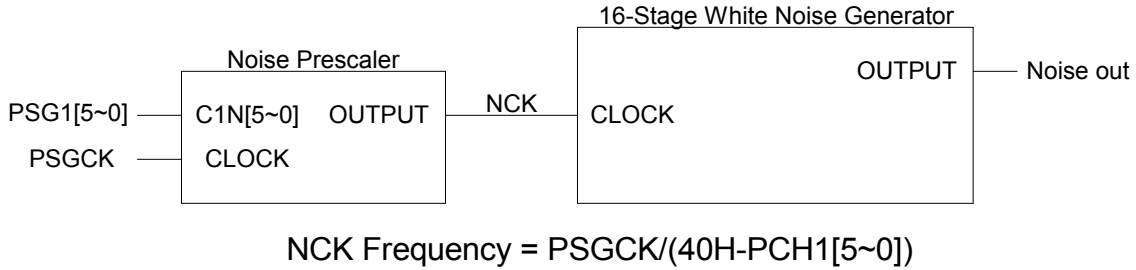 16-Stage White Noise Generator
Noise Prescaler
OUTPUT
Noise out
PSG1[5~0]
C1N[5~0]
OUTPUT
NCK
CLOCK
PSGCK
CLOCK
NCK Frequency = PSGCK/(40H-PCH1[5~0])